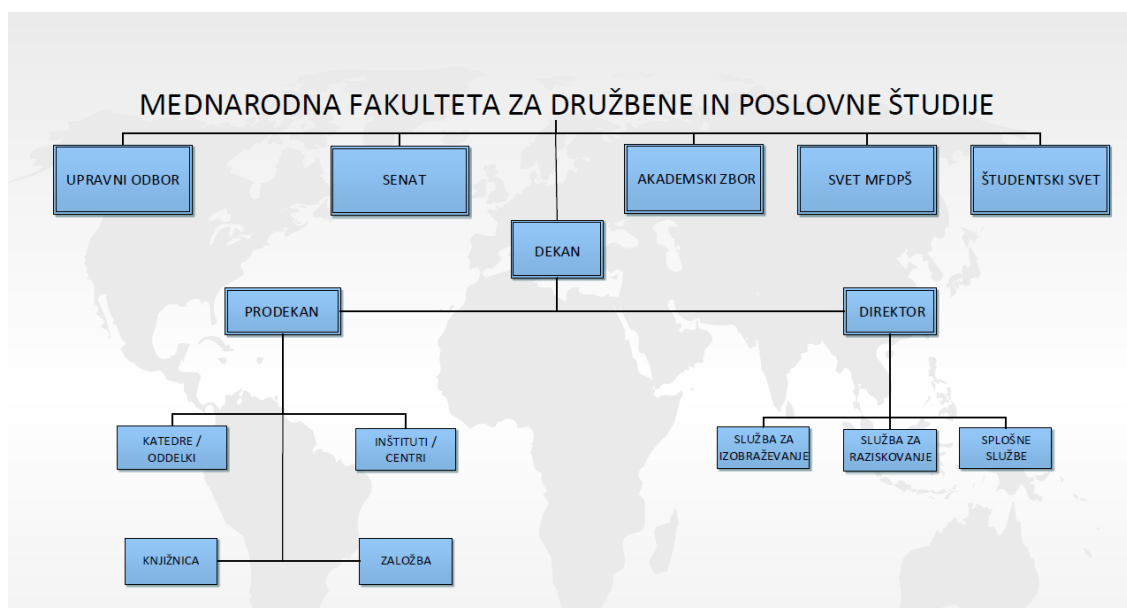 MEDNARODNA FAKULTETA ZA DRUŽBENE IN POSLOVNE ŠTUDIJE
UPRAVNI ODBOR
SENAT
AKADEMSKI ZBOR
SVET MFDPŠ
ŠTUDENTSKI SVET
DEKAN
PRODEKAN
DIREKTOR
KATEDRE /
ODDELKI
INŠTITUTI /
CENTRI
SLUŽBA ZA
IZOBRAŽEVANJE
SLUŽBA ZA
RAZISKOVANJE
SPLOŠNE
SLUŽBE
KNJIŽNICA
ZALOŽBA